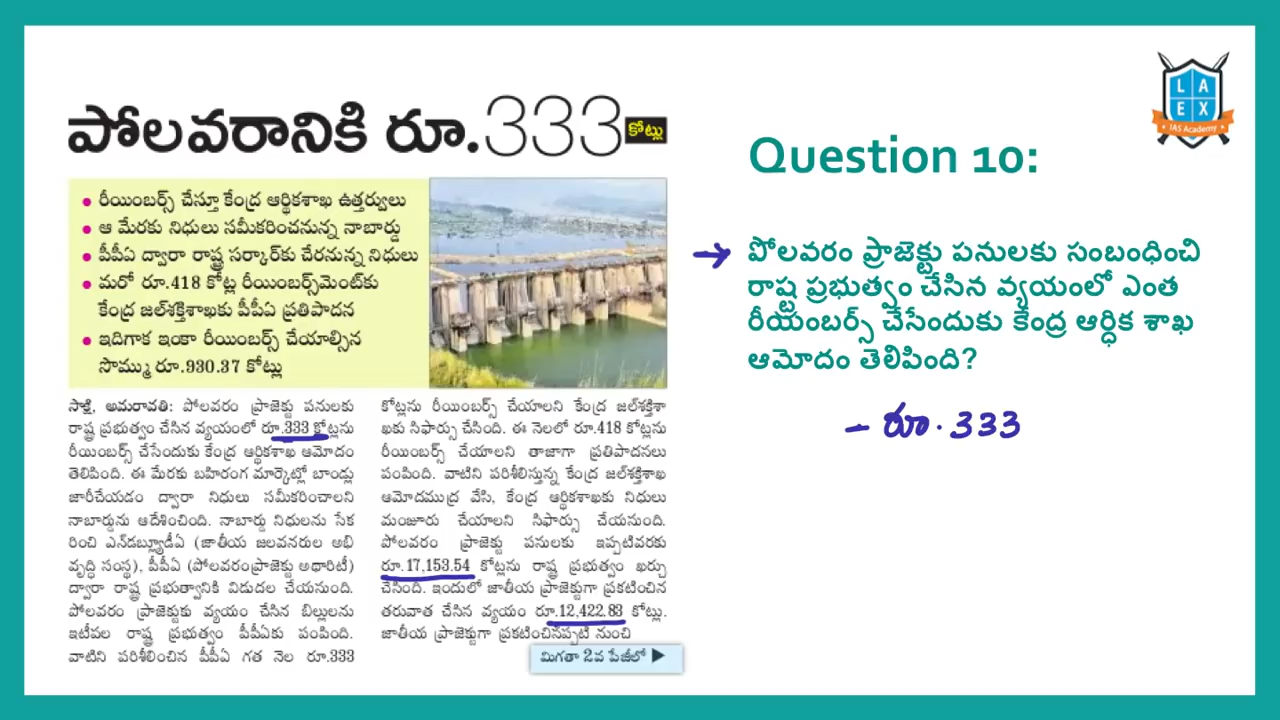 పోలవరానికి రూ.333 కోట్లు
• రీయింబర్స్ చేస్తూ కేంద్ర ఆర్థికశాఖ ఉత్తర్వులు
• ఆ మేరకు నిధులు సమీకరించనున్న నాబార్డు
• పీపీఏ ద్వారా రాష్ట్ర సర్కార్‌కు చేరనున్న నిధులు
• మరో రూ.418 కోట్ల రీయింబర్స్‌మెంట్‌కు
కేంద్ర జల్‌శక్తిశాఖకు పీపీఏ ప్రతిపాదన
• ఇదిగాక ఇంకా రీయింబర్స్ చేయాల్సిన
సొమ్ము రూ.930.37 కోట్లు
సాక్షి, అమరావతి: పోలవరం ప్రాజెక్టు పనులకు
రాష్ట్ర ప్రభుత్వం చేసిన వ్యయంలో రూ.333 కోట్లను
రీయింబర్స్ చేసేందుకు కేంద్ర ఆర్థికశాఖ ఆమోదం
తెలిపింది. ఈ మేరకు బహిరంగ మార్కెట్లో బాండ్లు
జారీచేయడం ద్వారా నిధులు సమీకరించాలని
నాబార్డును ఆదేశించింది. నాబార్డు నిధులను సేక
రించి ఎన్‌డబ్ల్యూడీఏ (జాతీయ జలవనరుల అభి
వృద్ధి సంస్థ), పీపీఏ (పోలవరంప్రాజెక్టు అథారిటీ)
ద్వారా రాష్ట్ర ప్రభుత్వానికి విడుదల చేయనుంది.
పోలవరం ప్రాజెక్టుకు వ్యయం చేసిన బిల్లులను
ఇటీవల రాష్ట్ర ప్రభుత్వం పీపీఏకు పంపింది.
వాటిని పరిశీలించిన పీపీఏ గత నెల రూ.333
కోట్లను రీయింబర్స్ చేయాలని కేంద్ర జల్‌శక్తిశా
ఖకు సిఫార్సు చేసింది. ఈ నెలలో రూ.418 కోట్లను
రీయింబర్స్ చేయాలని తాజాగా ప్రతిపాదనలు
పంపింది. వాటిని పరిశీలిస్తున్న కేంద్ర జల్‌శక్తిశాఖ
ఆమోదముద్ర వేసి, కేంద్ర ఆర్థికశాఖకు నిధులు
మంజూరు చేయాలని సిఫార్సు చేయనుంది.
పోలవరం ప్రాజెక్టు పనులకు ఇప్పటివరకు
రూ.17,153.54 కోట్లను రాష్ట్ర ప్రభుత్వం ఖర్చు
చేసింది. ఇందులో జాతీయ ప్రాజెక్టుగా ప్రకటించిన
తరువాత చేసిన వ్యయం రూ.12,422.83 కోట్లు.
జాతీయ ప్రాజెక్టుగా ప్రకటించినప్పటి నుంచి
మిగతా 2వ పేజీలో ▶
L A
E X
IAS Academy
Question 10:
→ పోలవరం ప్రాజెక్టు పనులకు సంబంధించి
రాష్ట్ర ప్రభుత్వం చేసిన వ్యయంలో ఎంత
రీయంబర్స్ చేసేందుకు కేంద్ర ఆర్ధిక శాఖ
ఆమోదం తెలిపింది?
– రూ. 333